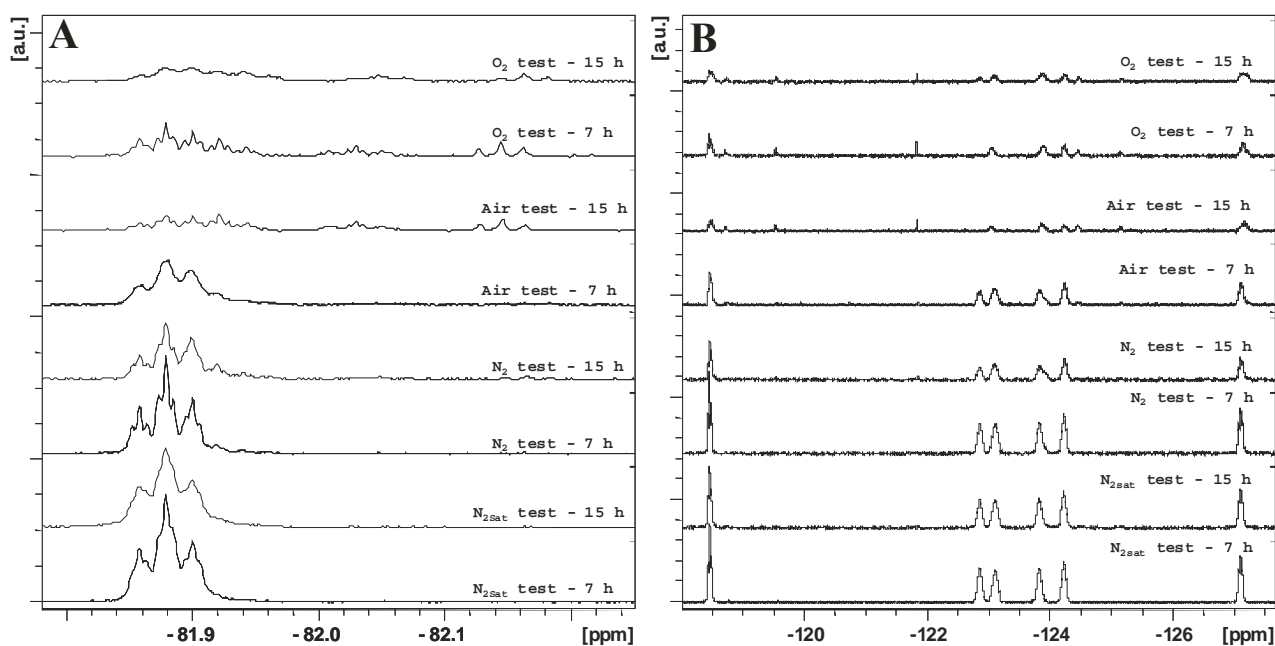 A
[a.u.]
O₂ test - 15 h
O₂ test - 7 h
Air test - 15 h
Air test - 7 h
N₂ test - 15 h
N₂ test - 7 h
N₂Sat test - 15 h
N₂Sat test - 7 h
-81.9 -82.0 -82.1 [ppm]
B
[a.u.]
O₂ test - 15 h
O₂ test - 7 h
Air test - 15 h
Air test - 7 h
N₂ test - 15 h
N₂ test - 7 h
N₂sat test - 15 h
N₂sat test - 7 h
-120 -122 -124 -126 [ppm]